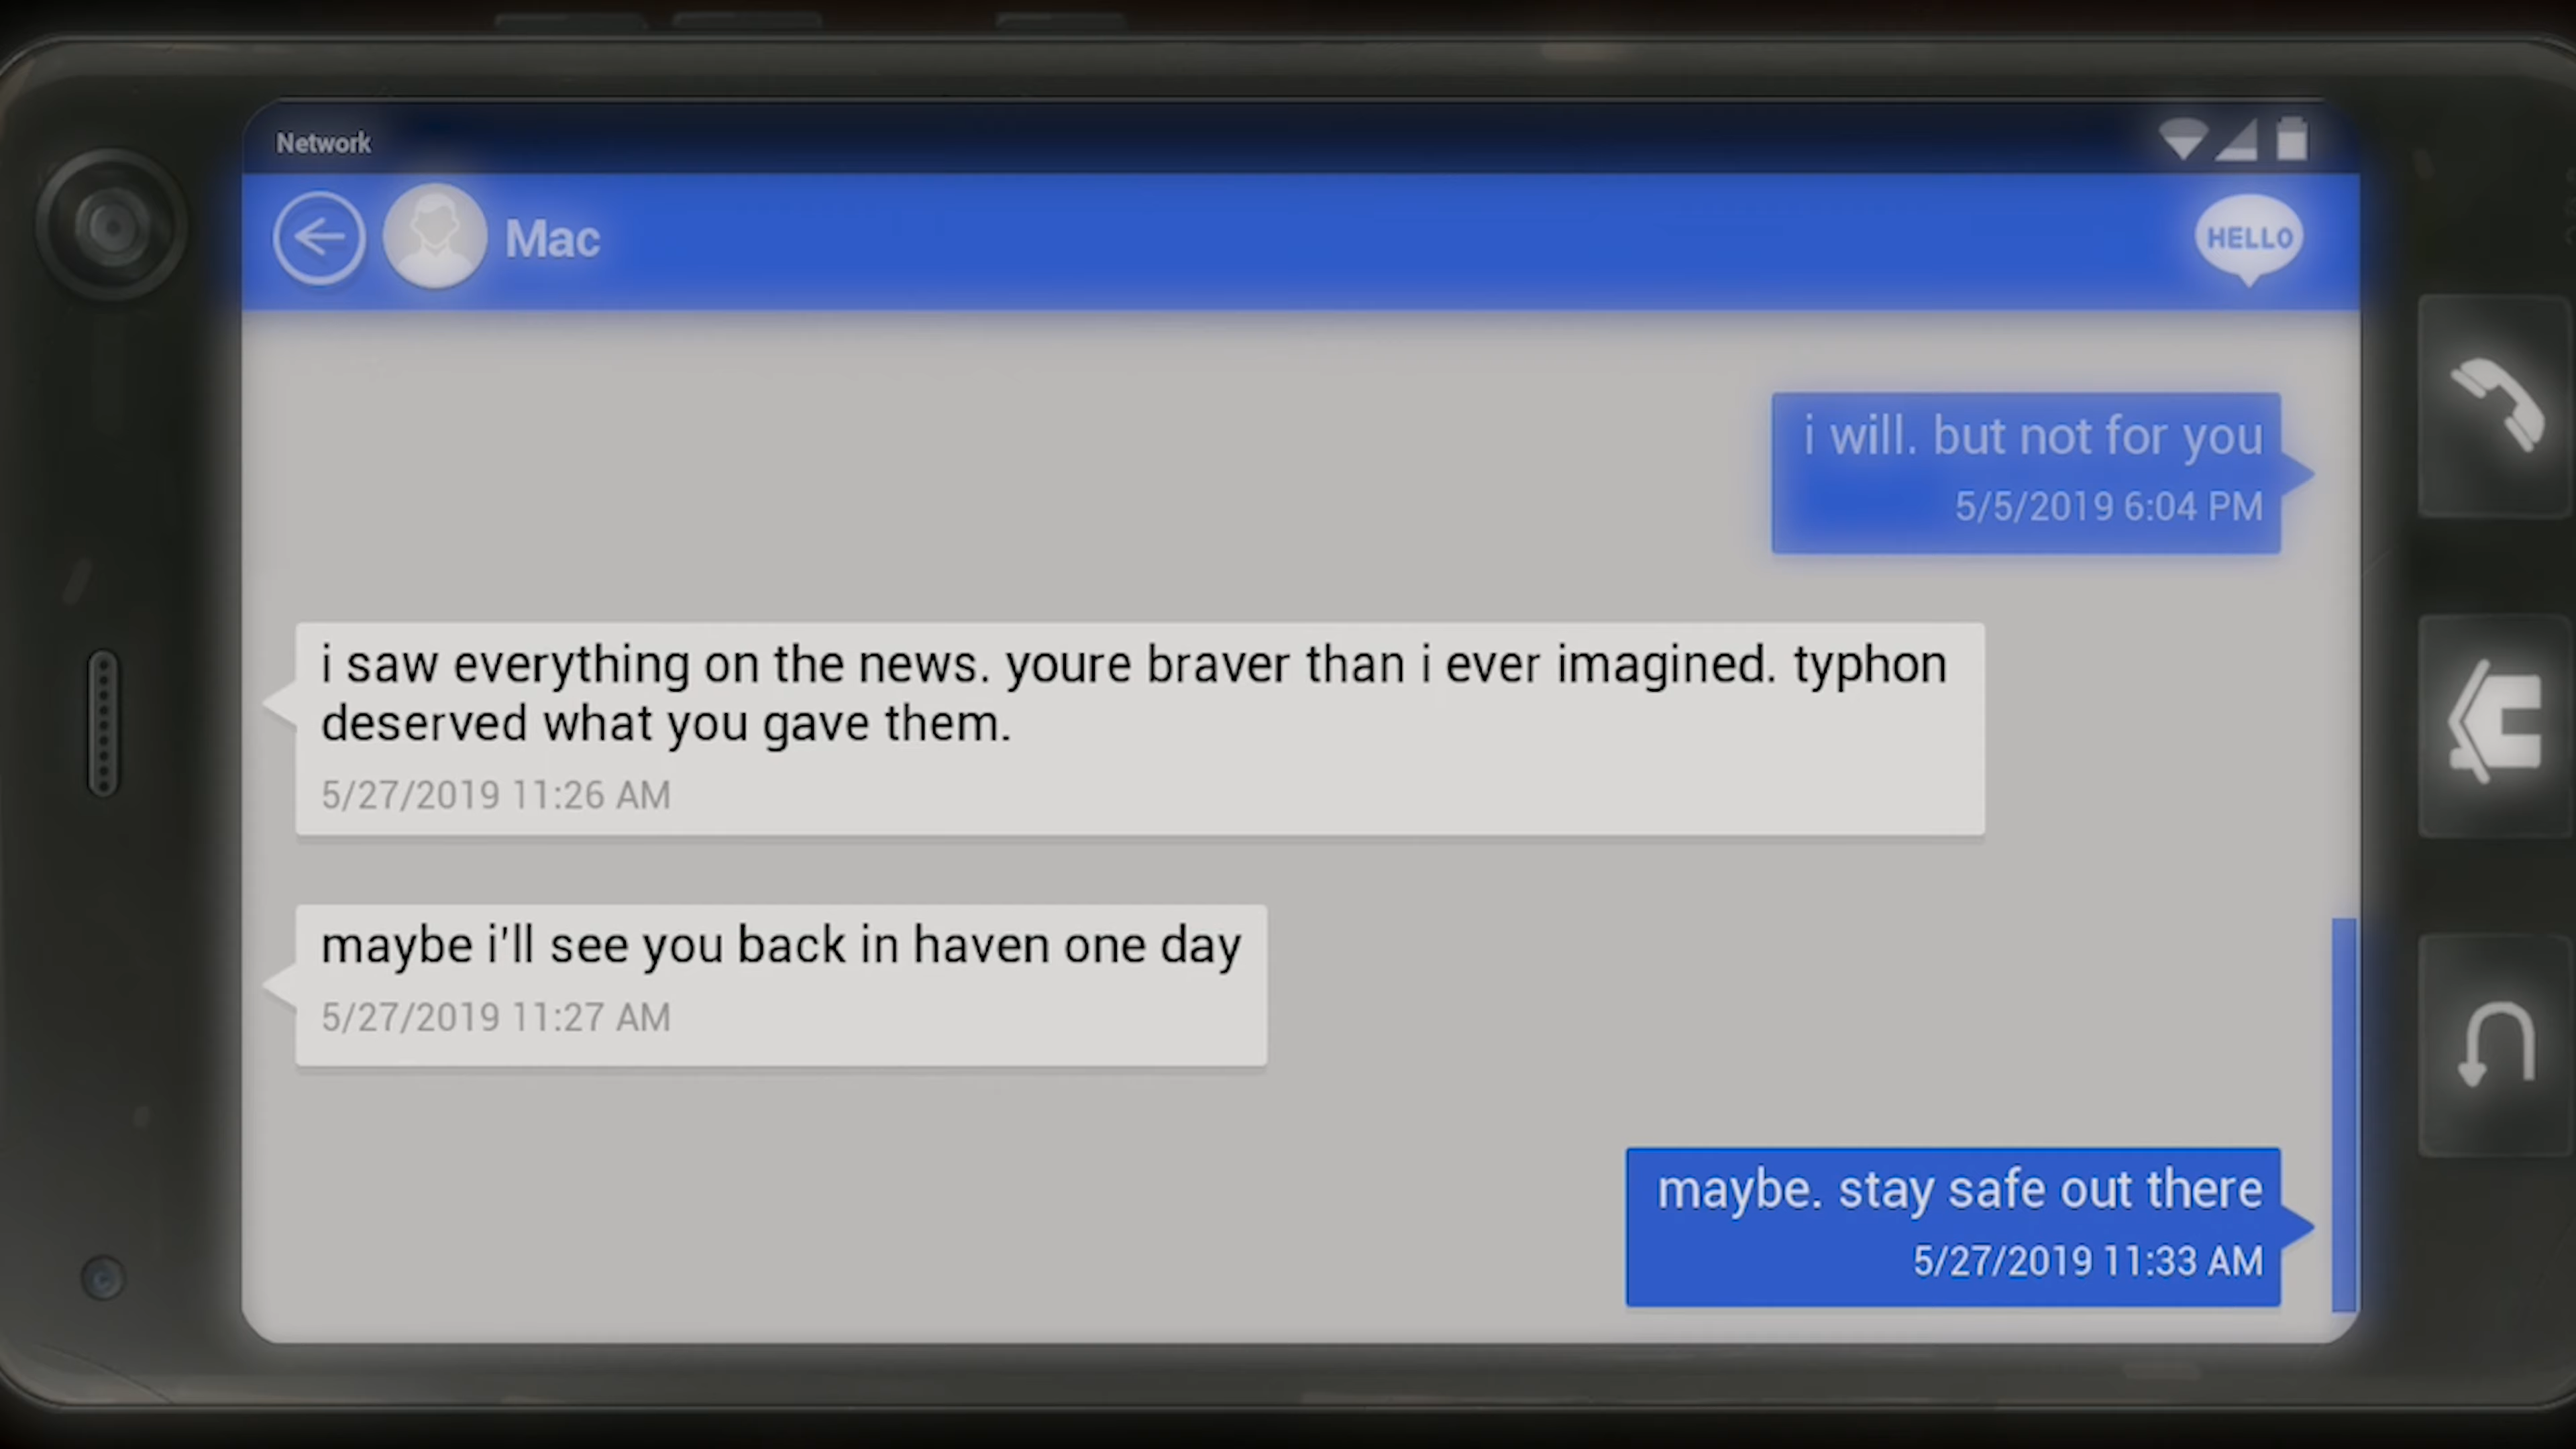 Network
Mac
HELLO
i will. but not for you
5/5/2019 6:04 PM
i saw everything on the news. youre braver than i ever imagined. typhon
deserved what you gave them.
5/27/2019 11:26 AM
maybe i'll see you back in haven one day
5/27/2019 11:27 AM
maybe. stay safe out there
5/27/2019 11:33 AM